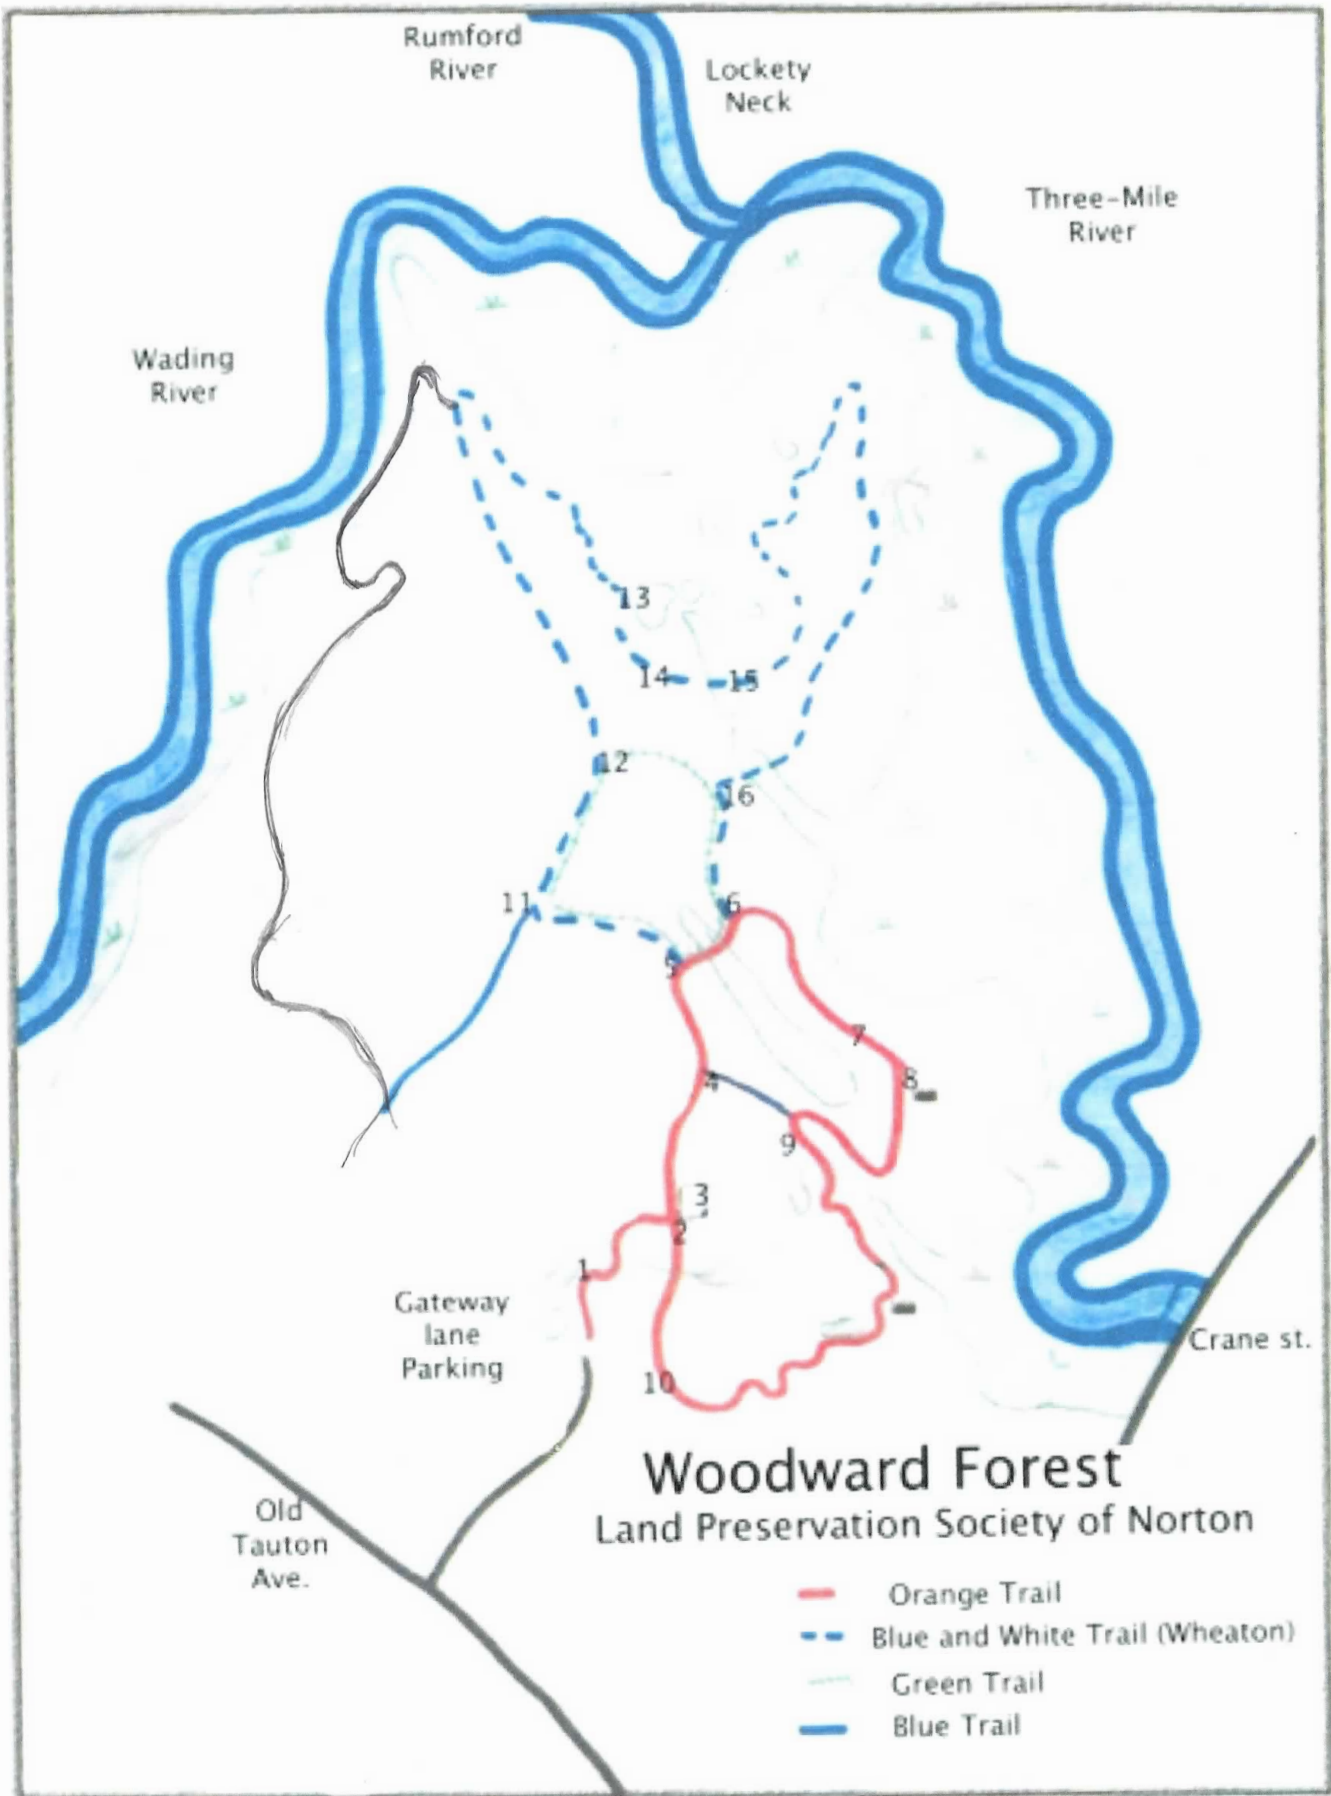 Rumford
River
Lockety
Neck
Three-Mile
River
Wading
River
13
14
15
12
16
11
6
5
7
4
8
9
3
2
1
Gateway
lane
Parking
10
Crane st.
Old
Tauton
Ave.
Woodward Forest
Land Preservation Society of Norton
Orange Trail
Blue and White Trail (Wheaton)
Green Trail
Blue Trail